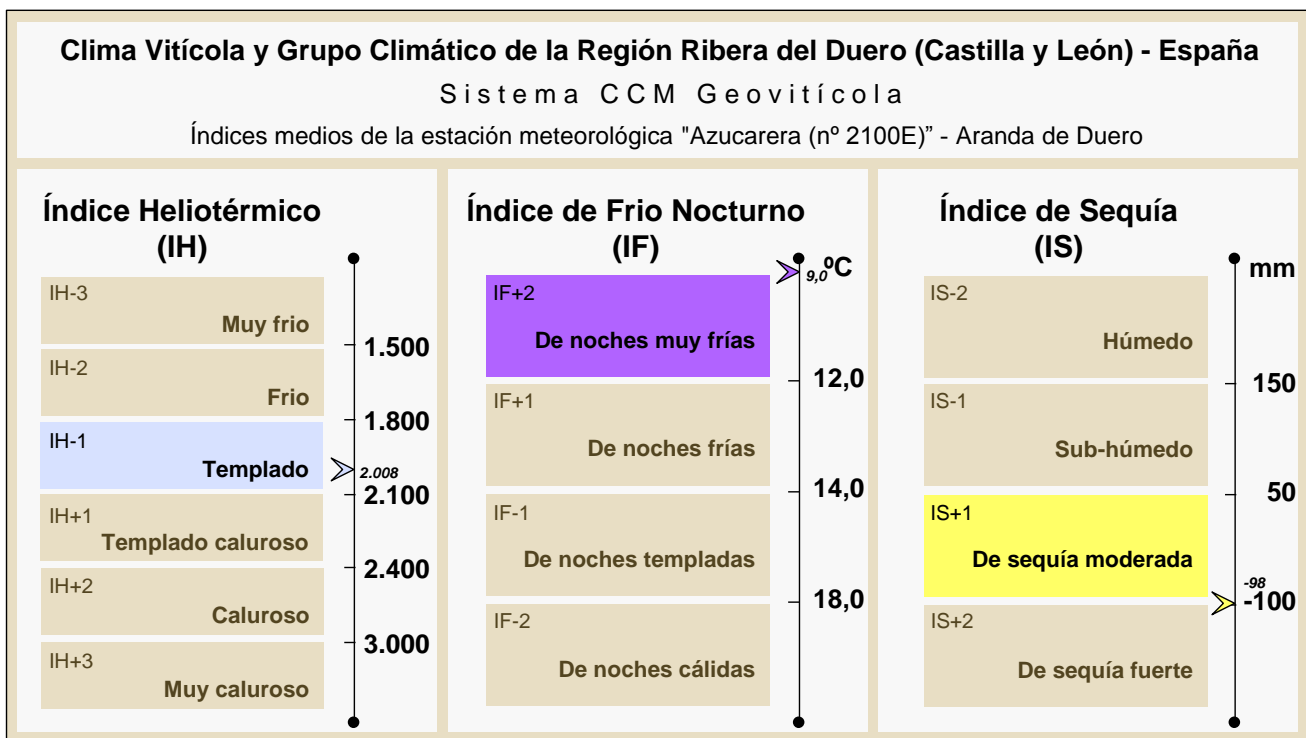 Clima Vitícola y Grupo Climático de la Región Ribera del Duero (Castilla y León) - España
Sistema CCM Geovitícola
Índices medios de la estación meteorológica "Azucarera (nº 2100E)” - Aranda de Duero
Índice Heliotérmico
(IH)
IH-3
Muy frio
1.500
IH-2
Frio
1.800
IH-1
Templado
2.008
2.100
IH+1
Templado caluroso
2.400
IH+2
Caluroso
3.000
IH+3
Muy caluroso
Índice de Frio Nocturno
(IF)
9,0 ºC
IF+2
De noches muy frías
12,0
IF+1
De noches frías
14,0
IF-1
De noches templadas
18,0
IF-2
De noches cálidas
Índice de Sequía
(IS)
mm
IS-2
Húmedo
150
IS-1
Sub-húmedo
50
IS+1
De sequía moderada
-98
-100
IS+2
De sequía fuerte